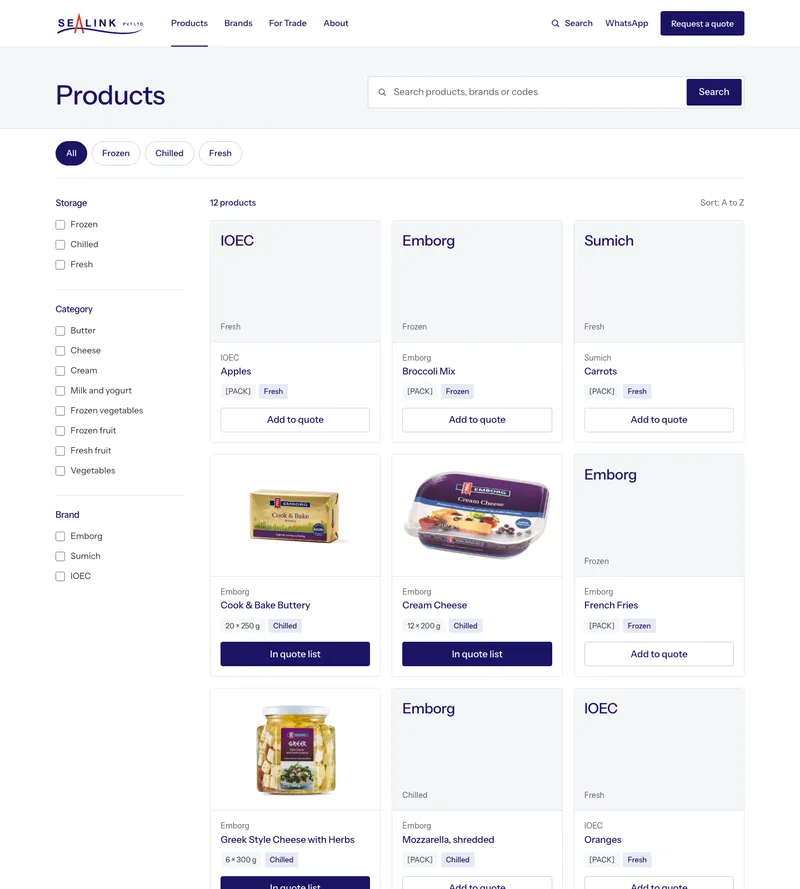 SEALINK PVT LTD
Products
Brands
For Trade
About
Search
WhatsApp
Request a quote
Products
Search products, brands or codes
Search
All
Frozen
Chilled
Fresh
Storage
Frozen
Chilled
Fresh
Category
Butter
Cheese
Cream
Milk and yogurt
Frozen vegetables
Frozen fruit
Fresh fruit
Vegetables
Brand
Emborg
Sumich
IOEC
12 products
Sort: A to Z
IOEC
Fresh
IOEC
Apples
[PACK] Fresh
Add to quote
Emborg
Frozen
Emborg
Broccoli Mix
[PACK] Frozen
Add to quote
Sumich
Fresh
Sumich
Carrots
[PACK] Fresh
Add to quote
EMBORG
Cook & Bake
Emborg
Cook & Bake Buttery
20 × 250 g Chilled
In quote list
EMBORG
Cream Cheese
Emborg
Cream Cheese
12 × 200 g Chilled
In quote list
Emborg
Frozen
Emborg
French Fries
[PACK] Frozen
Add to quote
EMBORG
GREEK
Emborg
Greek Style Cheese with Herbs
6 × 300 g Chilled
In quote list
Emborg
Chilled
Emborg
Mozzarella, shredded
[PACK] Chilled
Add to quote
IOEC
Fresh
IOEC
Oranges
[PACK] Fresh
Add to quote